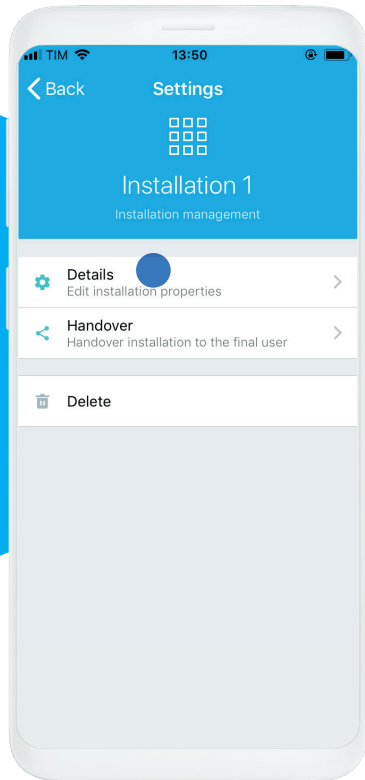 TIM
13:50
Back
Settings
Installation 1
Installation management
Details
Edit installation properties
Handover
Handover installation to the final user
Delete